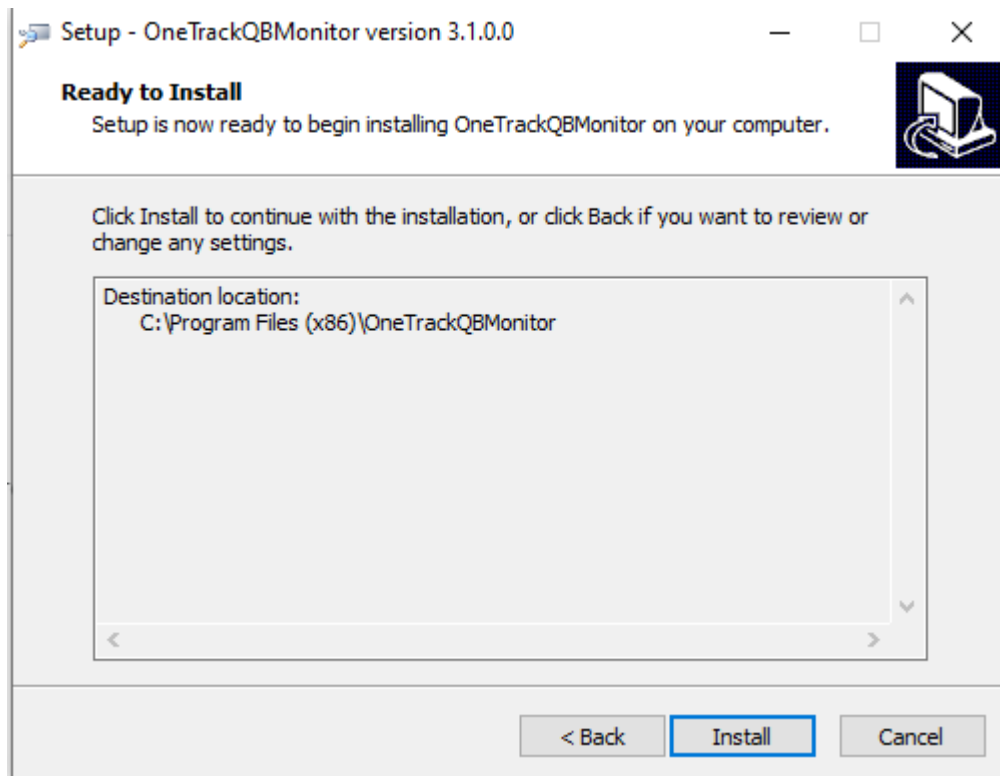 Setup - OneTrackQBMonitor version 3.1.0.0
Ready to Install
Setup is now ready to begin installing OneTrackQBMonitor on your computer.
Click Install to continue with the installation, or click Back if you want to review or
change any settings.
Destination location:
C:\Program Files (x86)\OneTrackQBMonitor
< Back
Install
Cancel